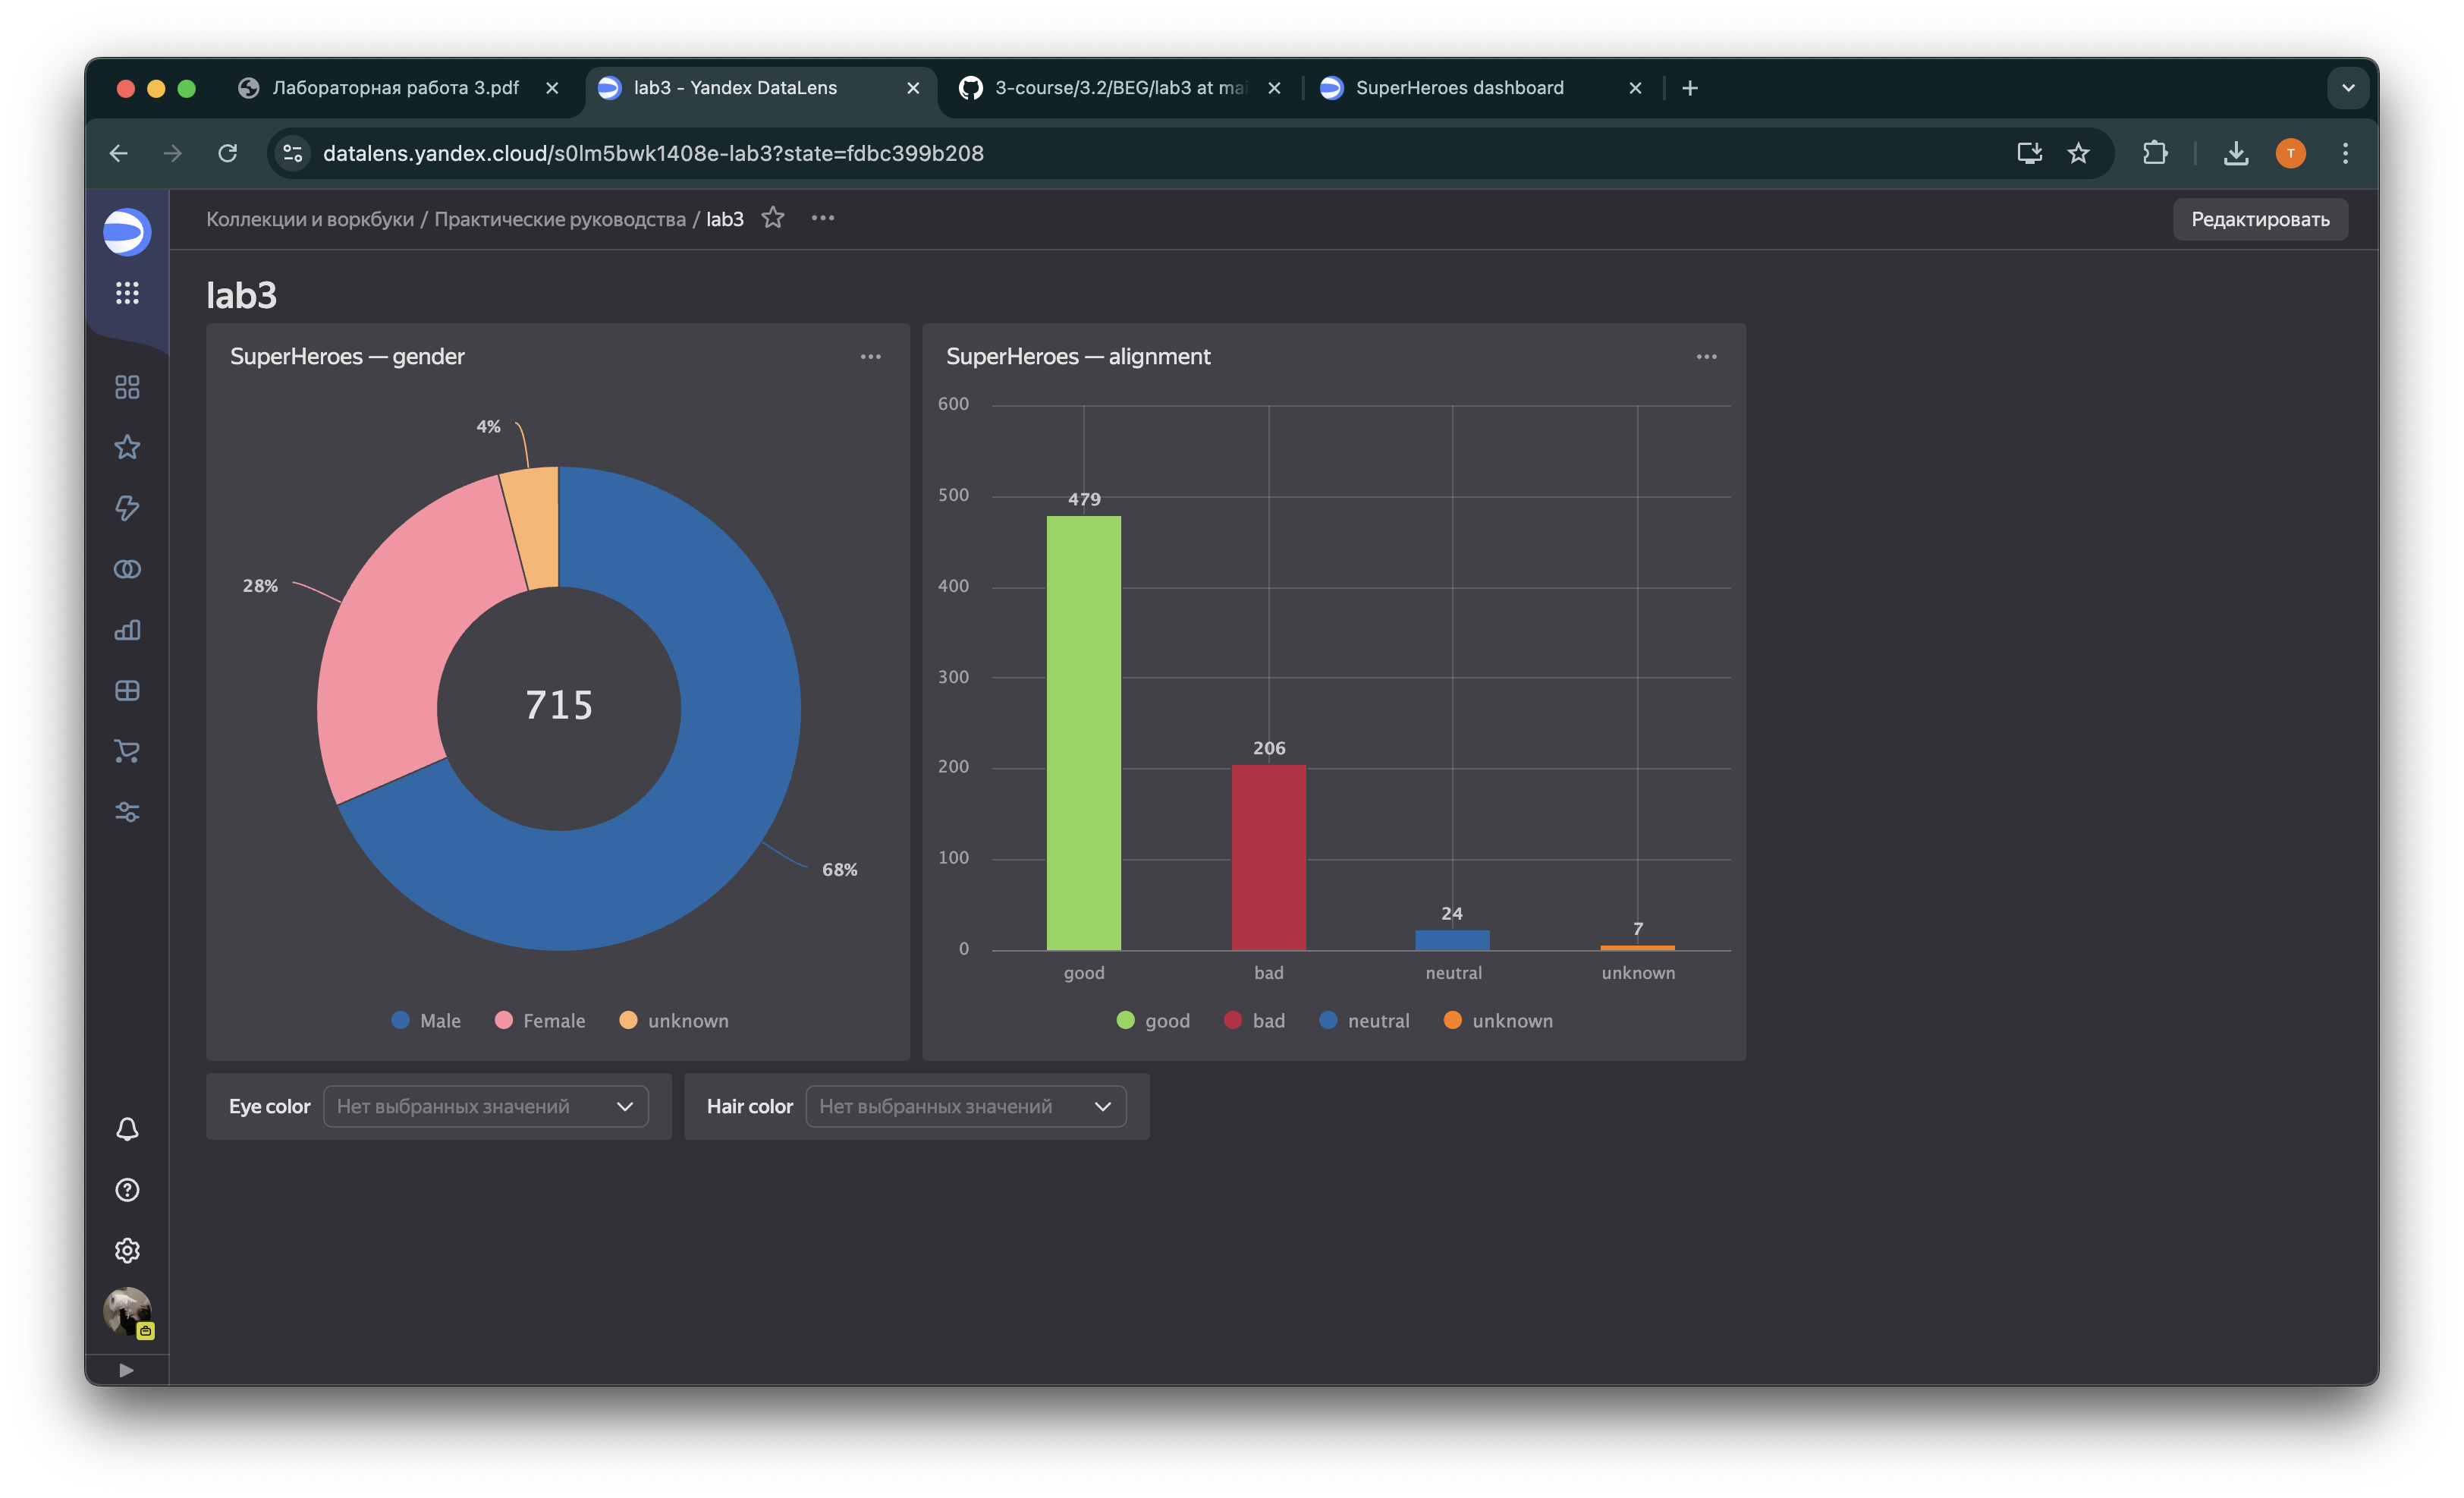 Лабораторная работа 3.pdf
lab3 - Yandex DataLens
3-course/3.2/BEG/lab3 at mai
SuperHeroes dashboard
datalens.yandex.cloud/s0lm5bwk1408e-lab3?state=fdbc399b208
T
Коллекции и воркбуки / Практические руководства / lab3
Редактировать
lab3
SuperHeroes — gender
4%
28%
715
68%
Male
Female
unknown
SuperHeroes — alignment
600
500
400
300
200
100
0
479
206
24
7
good
bad
neutral
unknown
good
bad
neutral
unknown
Eye color
Нет выбранных значений
Hair color
Нет выбранных значений